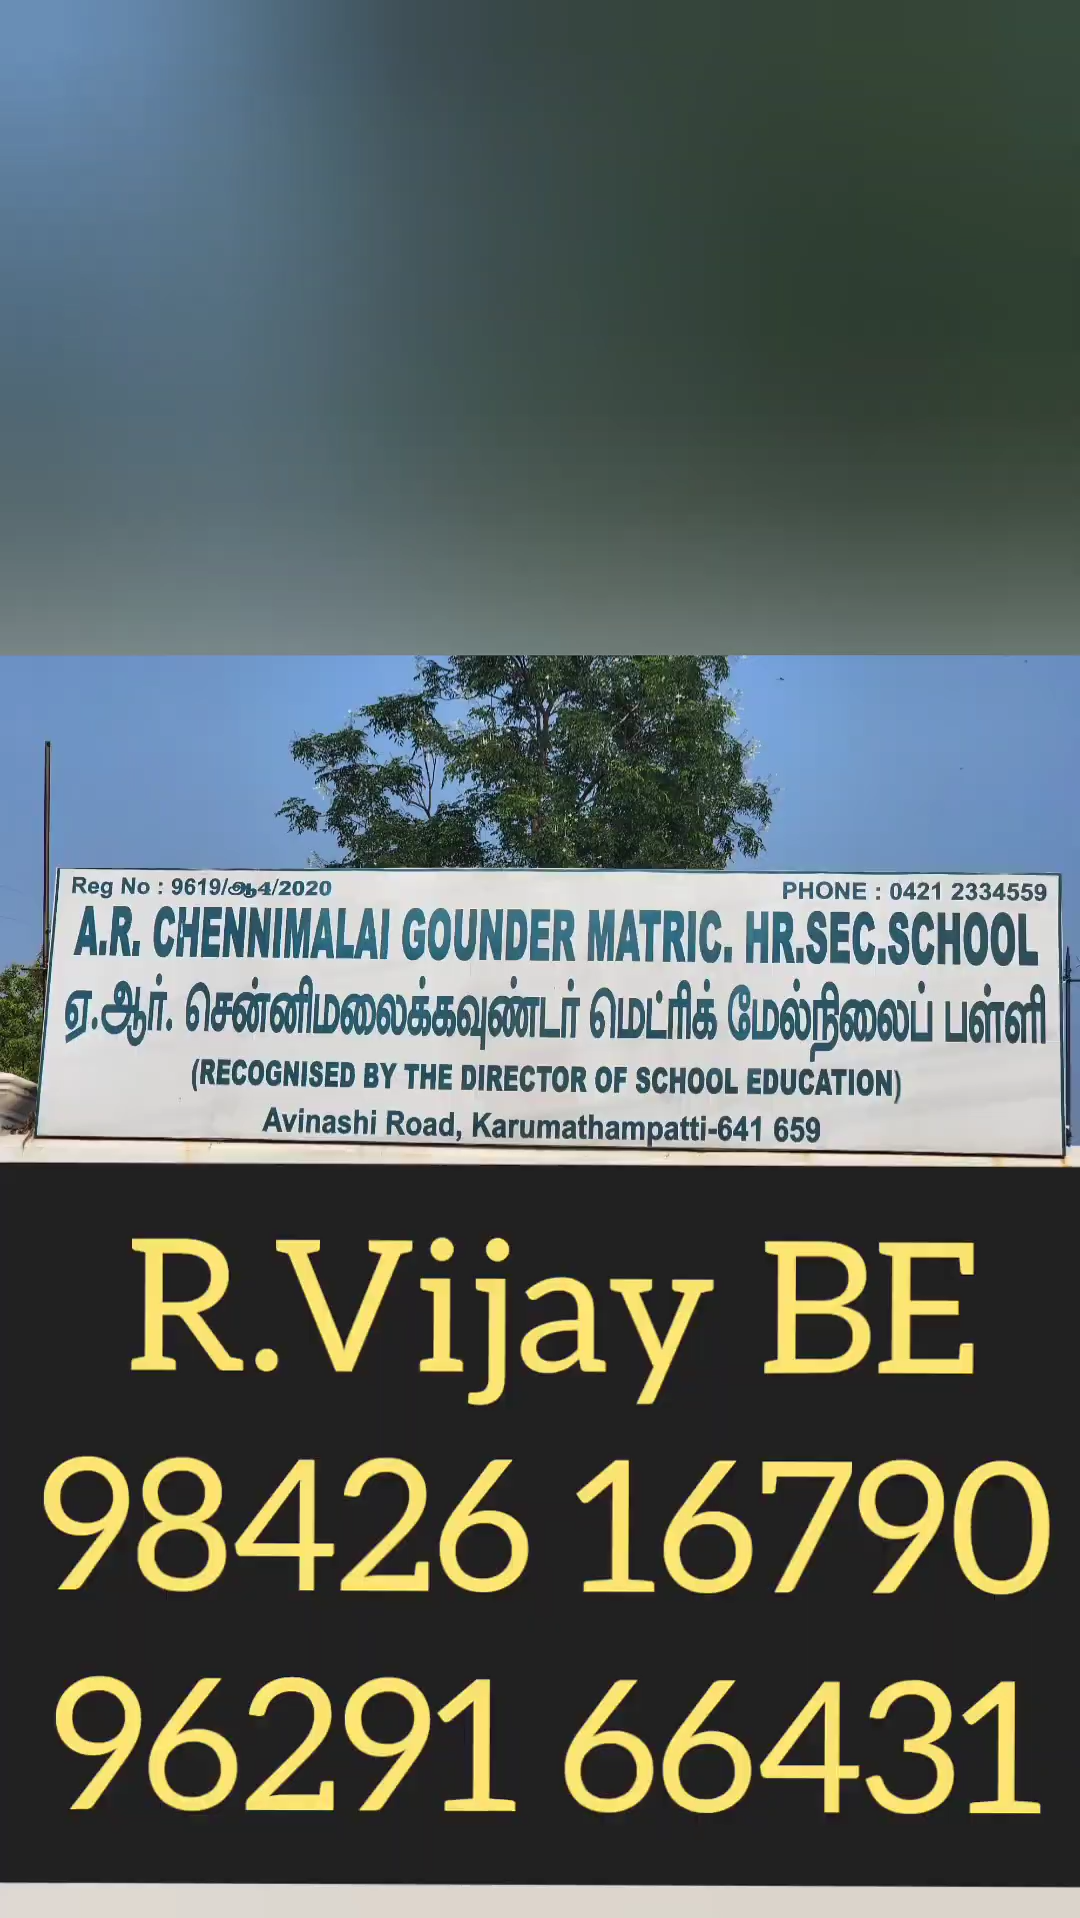 Reg No : 9619/ஆ4/2020
PHONE : 0421 2334559
A.R. CHENNIMALAI GOUNDER MATRIC. HR.SEC.SCHOOL
ஏ.ஆர். சென்னிமலைக்கவுண்டர் மெட்ரிக் மேல்நிலைப் பள்ளி
(RECOGNISED BY THE DIRECTOR OF SCHOOL EDUCATION)
Avinashi Road, Karumathampatti-641 659
R.Vijay BE
98426 16790
96291 66431